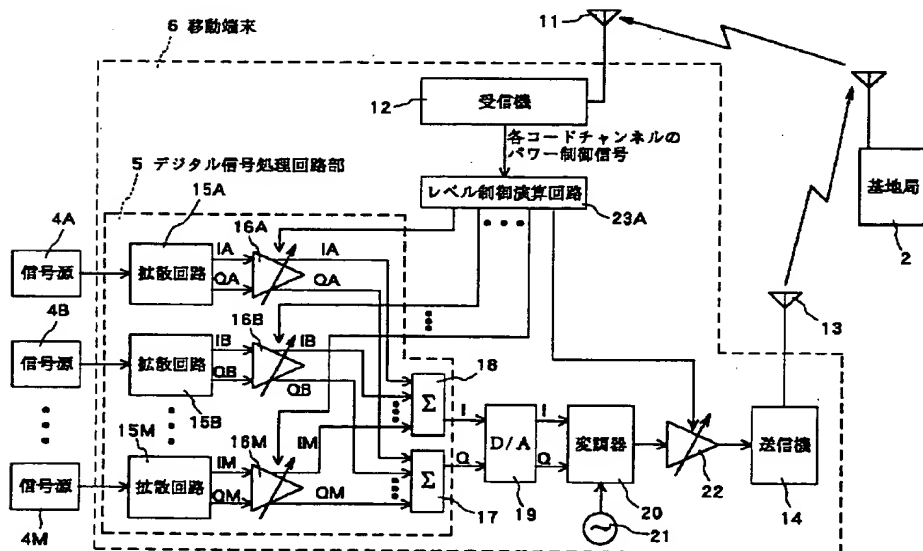 6 移動端末
11
12
受信機
各コードチャンネルの
パワー制御信号
レベル制御演算回路
23A
基地局
2
5 デジタル信号処理回路部
4A
信号源
15A
拡散回路
IA
QA
16A
IA
QA
4B
信号源
拡散回路
15B
IB
QB
16B
IB
QB
4M
信号源
15M
拡散回路
IM
QM
16M
IM
QM
18
Σ
Σ
17
I
Q
D/A
19
I
Q
変調器
20
21
22
送信機
14
13